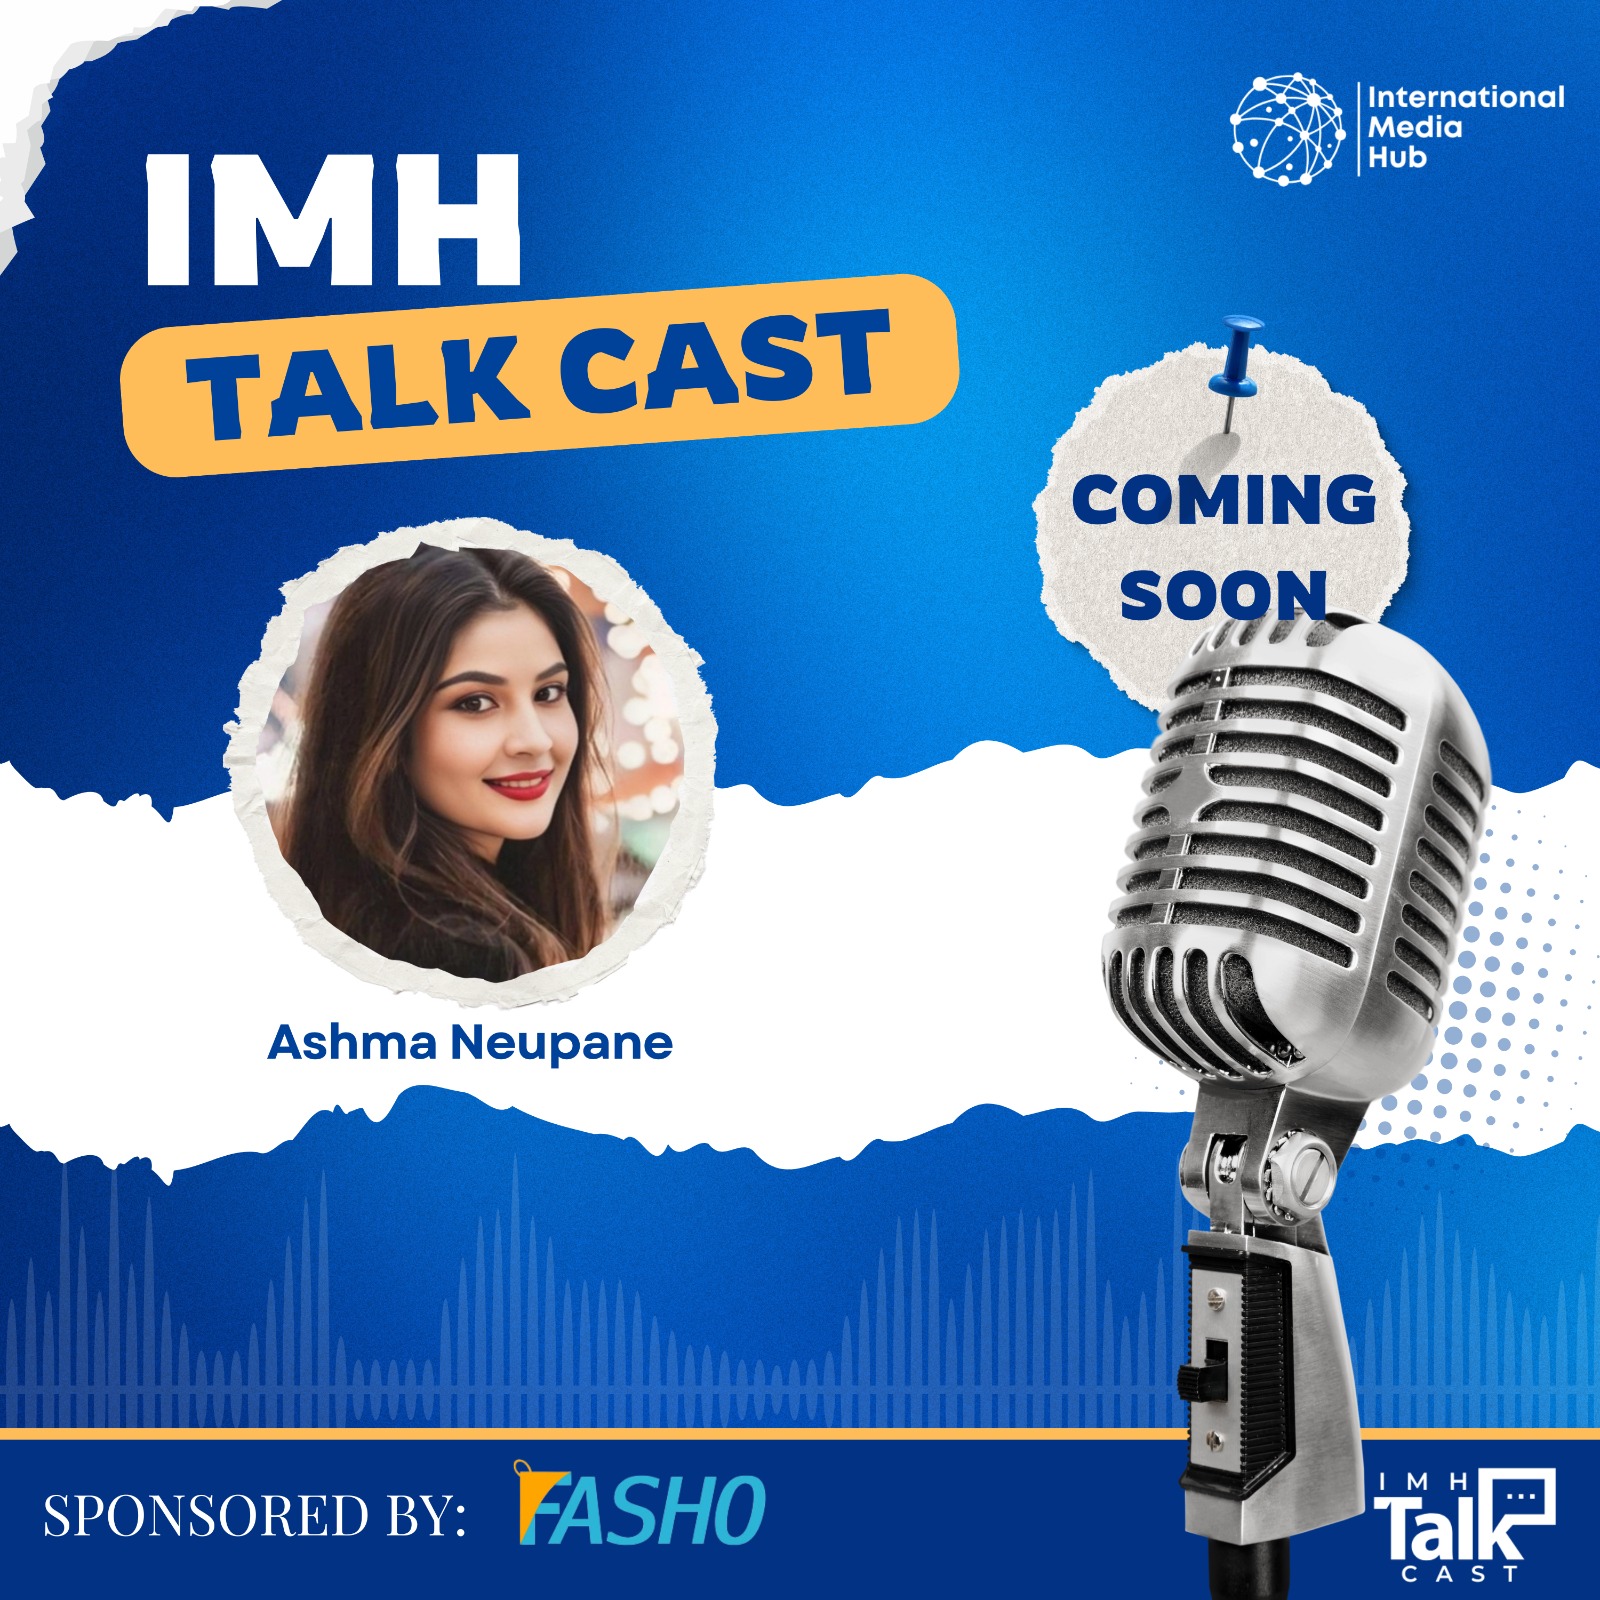 International
Media
Hub
IMH
TALK CAST
COMING
SOON
Ashma Neupane
SPONSORED BY:
FASHO
IMH
Talk
CAST